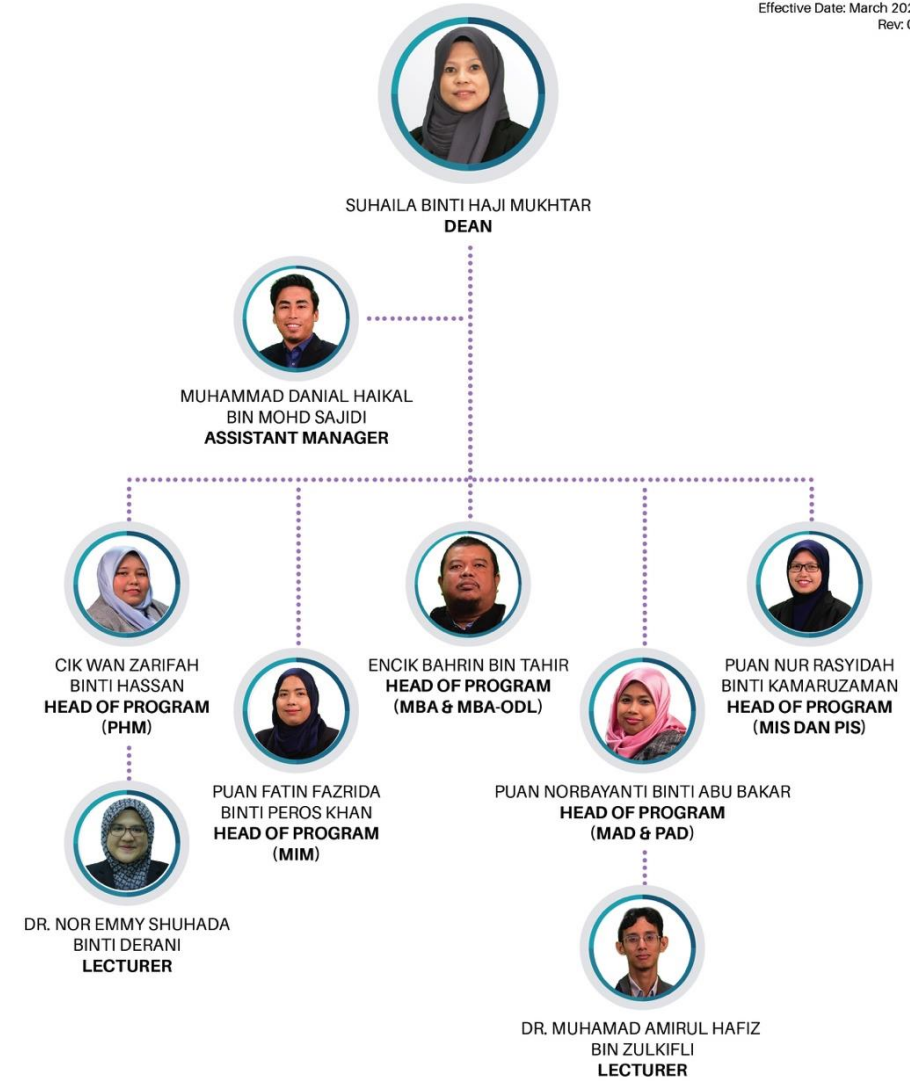 Effective Date: March 202
Rev: 0
SUHAILA BINTI HAJI MUKHTAR
DEAN
MUHAMMAD DANIAL HAIKAL
BIN MOHD SAJIDI
ASSISTANT MANAGER
CIK WAN ZARIFAH
BINTI HASSAN
HEAD OF PROGRAM
(PHM)
ENCIK BAHRIN BIN TAHIR
HEAD OF PROGRAM
(MBA & MBA-ODL)
PUAN NUR RASYIDAH
BINTI KAMARUZAMAN
HEAD OF PROGRAM
(MIS DAN PIS)
PUAN FATIN FAZRIDA
BINTI PEROS KHAN
HEAD OF PROGRAM
(MIM)
PUAN NORBAYANTI BINTI ABU BAKAR
HEAD OF PROGRAM
(MAD & PAD)
DR. NOR EMMY SHUHADA
BINTI DERANI
LECTURER
DR. MUHAMAD AMIRUL HAFIZ
BIN ZULKIFLI
LECTURER